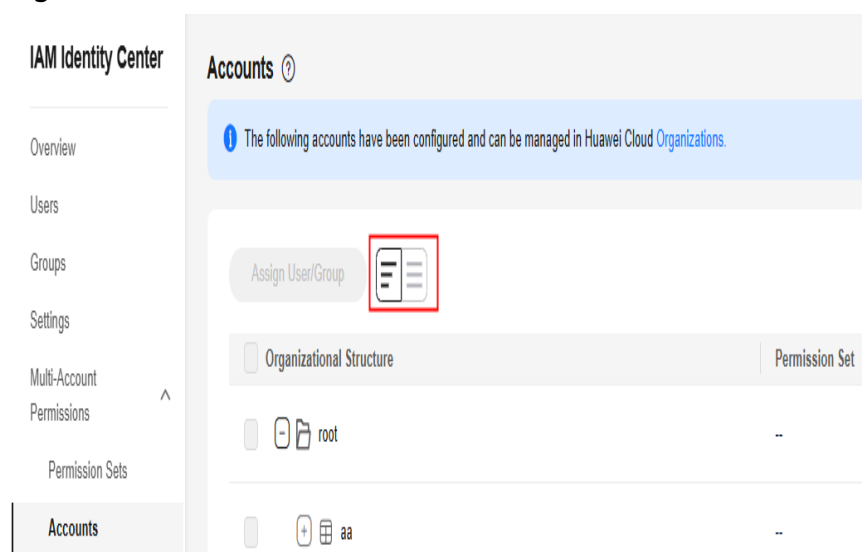 IAM Identity Center
Overview
Users
Groups
Settings
Multi-Account
Permissions
Permission Sets
Accounts
Accounts
The following accounts have been configured and can be managed in Huawei Cloud Organizations.
Assign User/Group
Organizational Structure Permission Set
root --
aa --